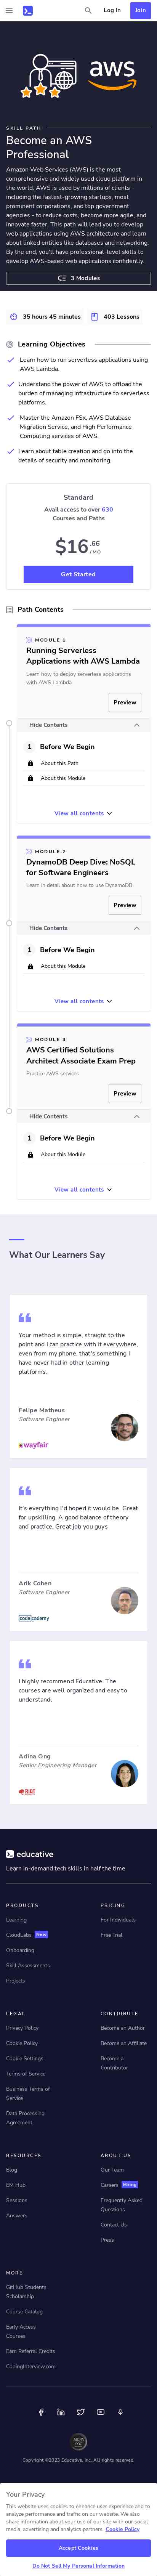 Log In
Join
aws
SKILL PATH
Become an AWS
Professional
Amazon Web Services (AWS) is the most
comprehensive and widely used cloud platform in
the world. AWS is used by millions of clients -
including the fastest-growing startups, most
prominent corporations, and top government
agencies - to reduce costs, become more agile, and
innovate faster. This path will lead you to develop
web apps using AWS, and you'll have a conversation
about linked entities like databases and networking.
By the end, you'll have professional-level skills to
develop AWS-based web applications confidently.
3 Modules
35 hours 45 minutes
403 Lessons
Learning Objectives
Learn how to run serverless applications using
AWS Lambda.
Understand the power of AWS to offload the
burden of managing infrastructure to serverless
platforms.
Master the Amazon FSx, AWS Database
Migration Service, and High Performance
Computing services of AWS.
Learn about table creation and go into the
details of security and monitoring.
Standard
Access to over 630
Courses and Paths
$16.66
/MO
Get Started
Path Contents
MODULE 1
Running Serverless
Applications with AWS Lambda
Learn how to deploy serverless applications
with AWS Lambda
Preview
Hide Contents
1 Before We Begin
About this Path
About this Module
View all contents
MODULE 2
DynamoDB Deep Dive: NoSQL
for Software Engineers
Learn in detail about how to use DynamoDB
Preview
Hide Contents
1 Before We Begin
About this Module
View all contents
MODULE 3
AWS Certified Solutions
Architect Associate Exam Prep
Practice AWS services
Preview
Hide Contents
1 Before We Begin
About this Module
View all contents
What Our Learners Say
Your method is simple, straight to the
point and I can practice with it everywhere,
even from my phone, that's something I
have never had in other learning
platforms.
Felipe Matheus
Software Engineer
wayfair
It's everything I'd hoped it would be. Great
for upskilling. A good balance of theory
and practice, Great job you guys
Arik Cohen
Software Engineer
codecademy
I highly recommend Educative. The
courses are well organized and easy to
understand.
Adina Ong
Senior Engineering Manager
RIOT
educative
Learn in-demand tech skills in half the time
PRODUCTS
Learning
CloudLabs New
Onboarding
Skill Assessments
Projects
PRICING
For Individuals
Free Trial
LEGAL
Privacy Policy
Cookie Policy
Cookie Settings
Terms of Service
Business Terms of
Service
Data Processing
Agreement
CONTRIBUTE
Become an Author
Become an Affiliate
Become a
Contributor
RESOURCES
Blog
EM Hub
Sessions
Answers
ABOUT US
Our Team
Careers Hiring
Frequently Asked
Questions
Contact Us
Press
MORE
GitHub Students
Scholarship
Course Catalog
Early Access
Courses
Earn Referral Credits
CodingInterview.com
Copyright ©2023 Educative, Inc. All rights reserved.
Your Privacy
This website uses cookies to enhance user experience and to
analyze performance and traffic on our website. We also
share information about your use of our site with our social
media, advertising and analytics partners. Cookie Policy
Accept Cookies
Do Not Sell My Personal Information